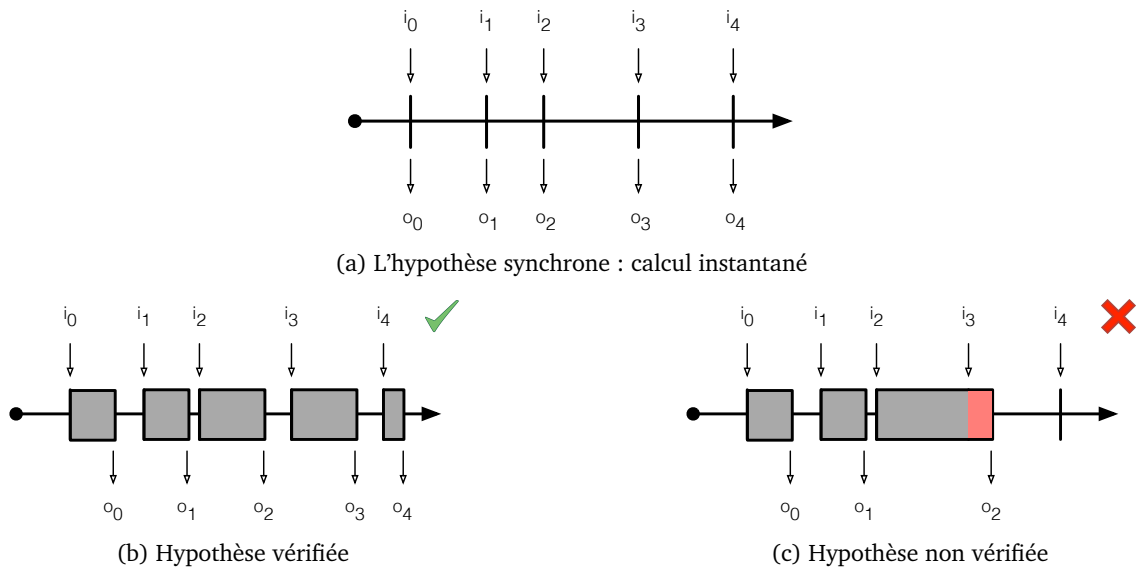 i0 i1 i2 i3 i4
o0 o1 o2 o3 o4
(a) L'hypothèse synchrone : calcul instantané
i0 i1 i2 i3 i4
o0 o1 o2 o3 o4
(b) Hypothèse vérifiée
i0 i1 i2 i3 i4
o0 o1 o2
(c) Hypothèse non vérifiée